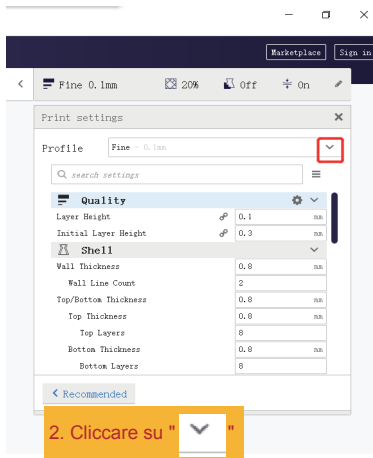 Marketplace Sign in
Fine 0.1mm 20% Off On
Print settings
Profile Fine - 0.1mm
search settings
Quality
Layer Height 0.1 mm
Initial Layer Height 0.3 mm
Shell
Wall Thickness 0.8 mm
Wall Line Count 2
Top/Bottom Thickness 0.8 mm
Top Thickness 0.8 mm
Top Layers 8
Bottom Thickness 0.8 mm
Bottom Layers 8
Recommended
2. Cliccare su " "